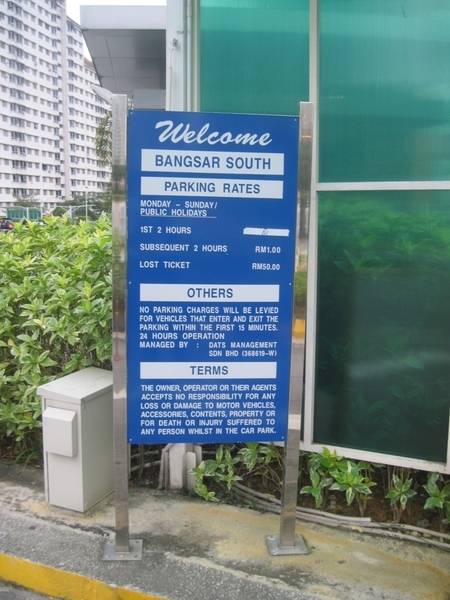 Welcome
BANGSAR SOUTH
PARKING RATES
MONDAY – SUNDAY/
PUBLIC HOLIDAYS
1ST 2 HOURS
SUBSEQUENT 2 HOURS RM1.00
LOST TICKET RM50.00
OTHERS
NO PARKING CHARGES WILL BE LEVIED
FOR VEHICLES THAT ENTER AND EXIT THE
PARKING WITHIN THE FIRST 15 MINUTES.
24 HOURS OPERATION
MANAGED BY : DATS MANAGEMENT
SDN BHD (368619-W)
TERMS
THE OWNER, OPERATOR OR THEIR AGENTS
ACCEPTS NO RESPONSIBILITY FOR ANY
LOSS OR DAMAGE TO MOTOR VEHICLES,
ACCESSORIES, CONTENTS, PROPERTY OR
FOR DEATH OR INJURY SUFFERED TO
ANY PERSON WHILST IN THE CAR PARK.